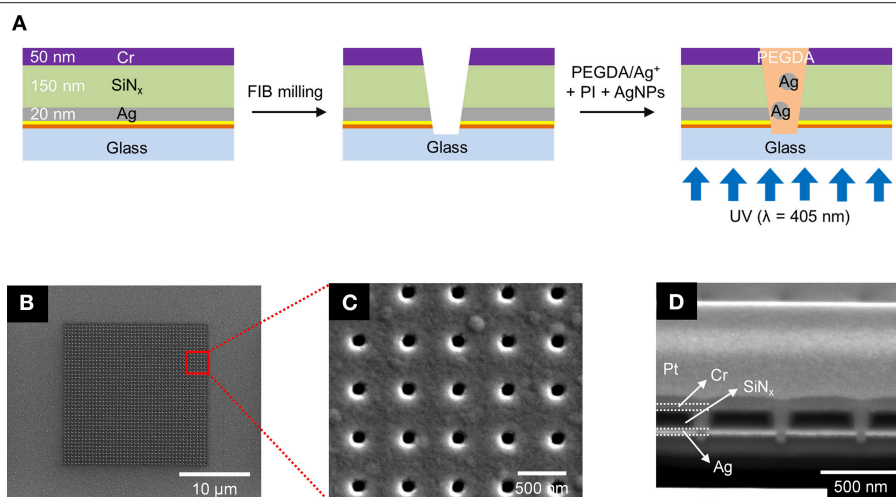 A
50 nm Cr
150 nm SiNₓ
20 nm Ag
Glass
FIB milling
Glass
PEGDA/Ag⁺
+ PI + AgNPs
PEGDA
Ag
Ag
Glass
UV (λ = 405 nm)
B
10 μm
C
500 nm
D
Pt
Cr
SiNₓ
Ag
500 nm